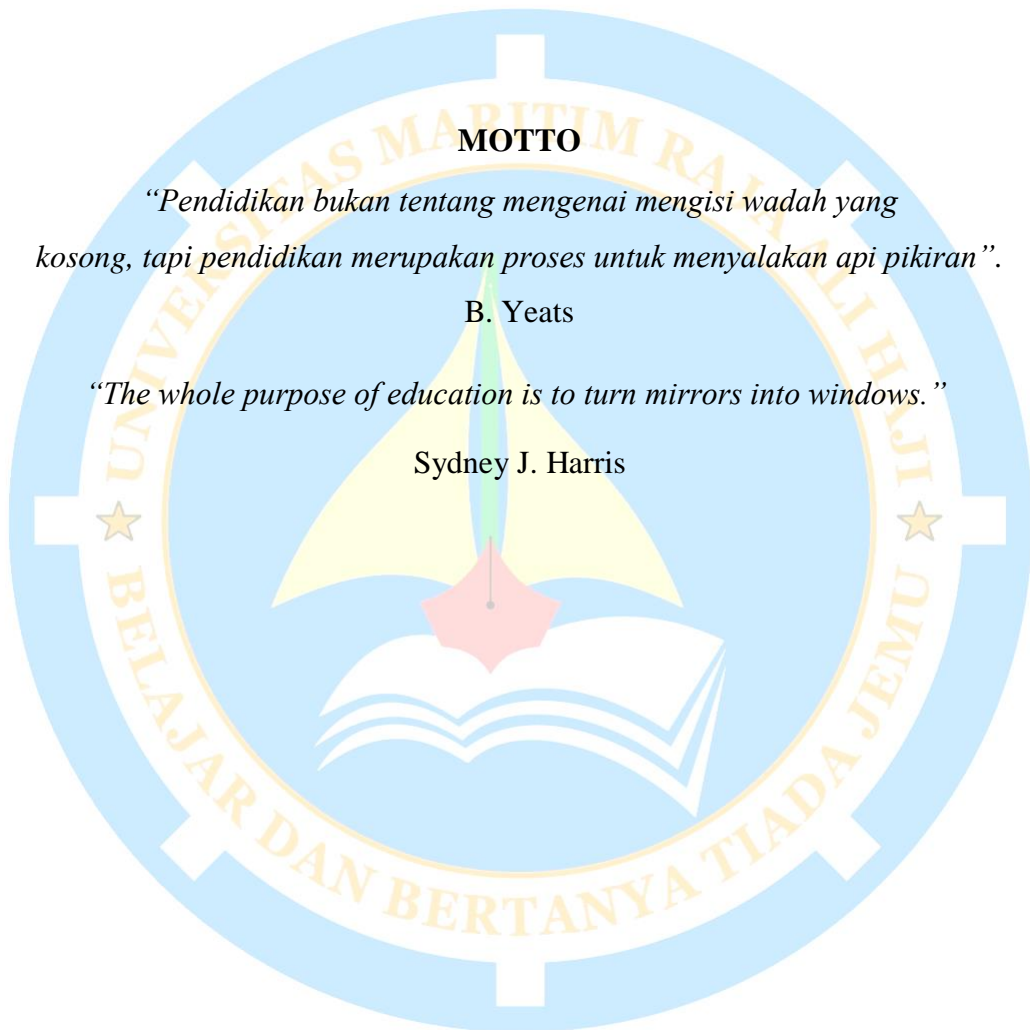 MOTTO
“Pendidikan bukan tentang mengenai mengisi wadah yang
kosong, tapi pendidikan merupakan proses untuk menyalakan api pikiran”.
B. Yeats
“The whole purpose of education is to turn mirrors into windows.”
Sydney J. Harris
UNIVERSITAS MARITIM RAJA ALI HAJI
BELAJAR DAN BERTANYA TIADA JEMU